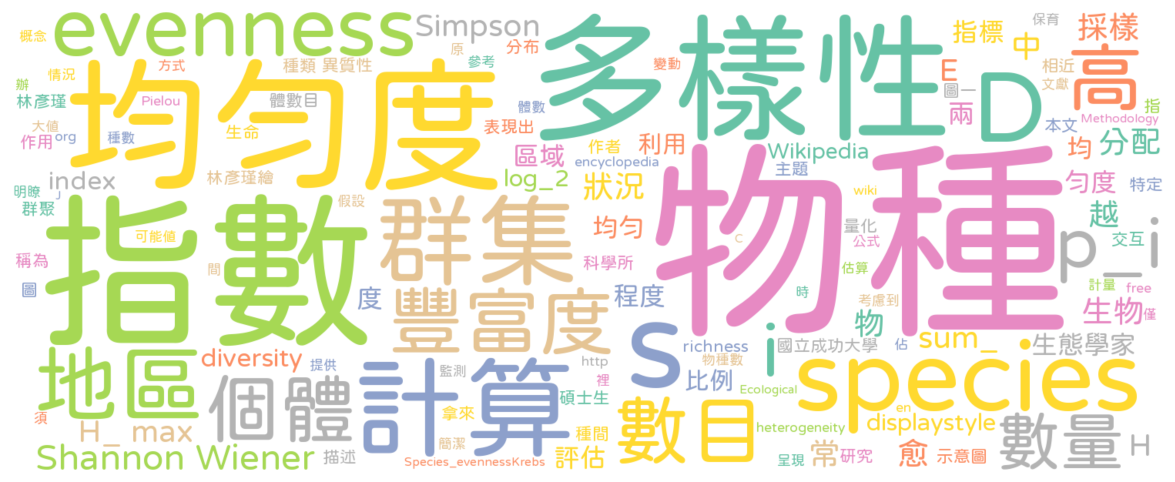 概念
evenness
Simpson
原
分布
參考
多樣性
指標
保育
中
採樣
情況
方式
種類
異質性
變動
E
圖一
相近
文獻
高
辦
林彥瑾
Pielou
體數目
體數
D
兩
指
Methodology
大值
作用
org
種數
均勻度
生命
表現出
作者
利用
區域
encyclopedia
Wikipedia
主題
本文
均
分配
index
林彥瑾繪
log_2
狀況
物種
wiki
勻度
特定
明瞭
群聚
J
假設
指數
群集
均勻
量化
公式
越
交互
可能值
稱為
間
科學所
C
估算
p_i
圖
度
豐富度
程度
時
考慮到
計量
free
生物
僅
物
地區
diversity
提供
http
S
richness
物種數
比例
i
國立成功大學
佔
sum_
生態學家
個體
計算
監測
裡
碩士生
Ecological
species
須
H_
max
拿來
種間
數目
heterogeneity
en
displaystyle
數量
H
Shannon Wiener
描述
簡潔
Species_evennessKrebs
評估
呈現
常
研究
愈
示意圖